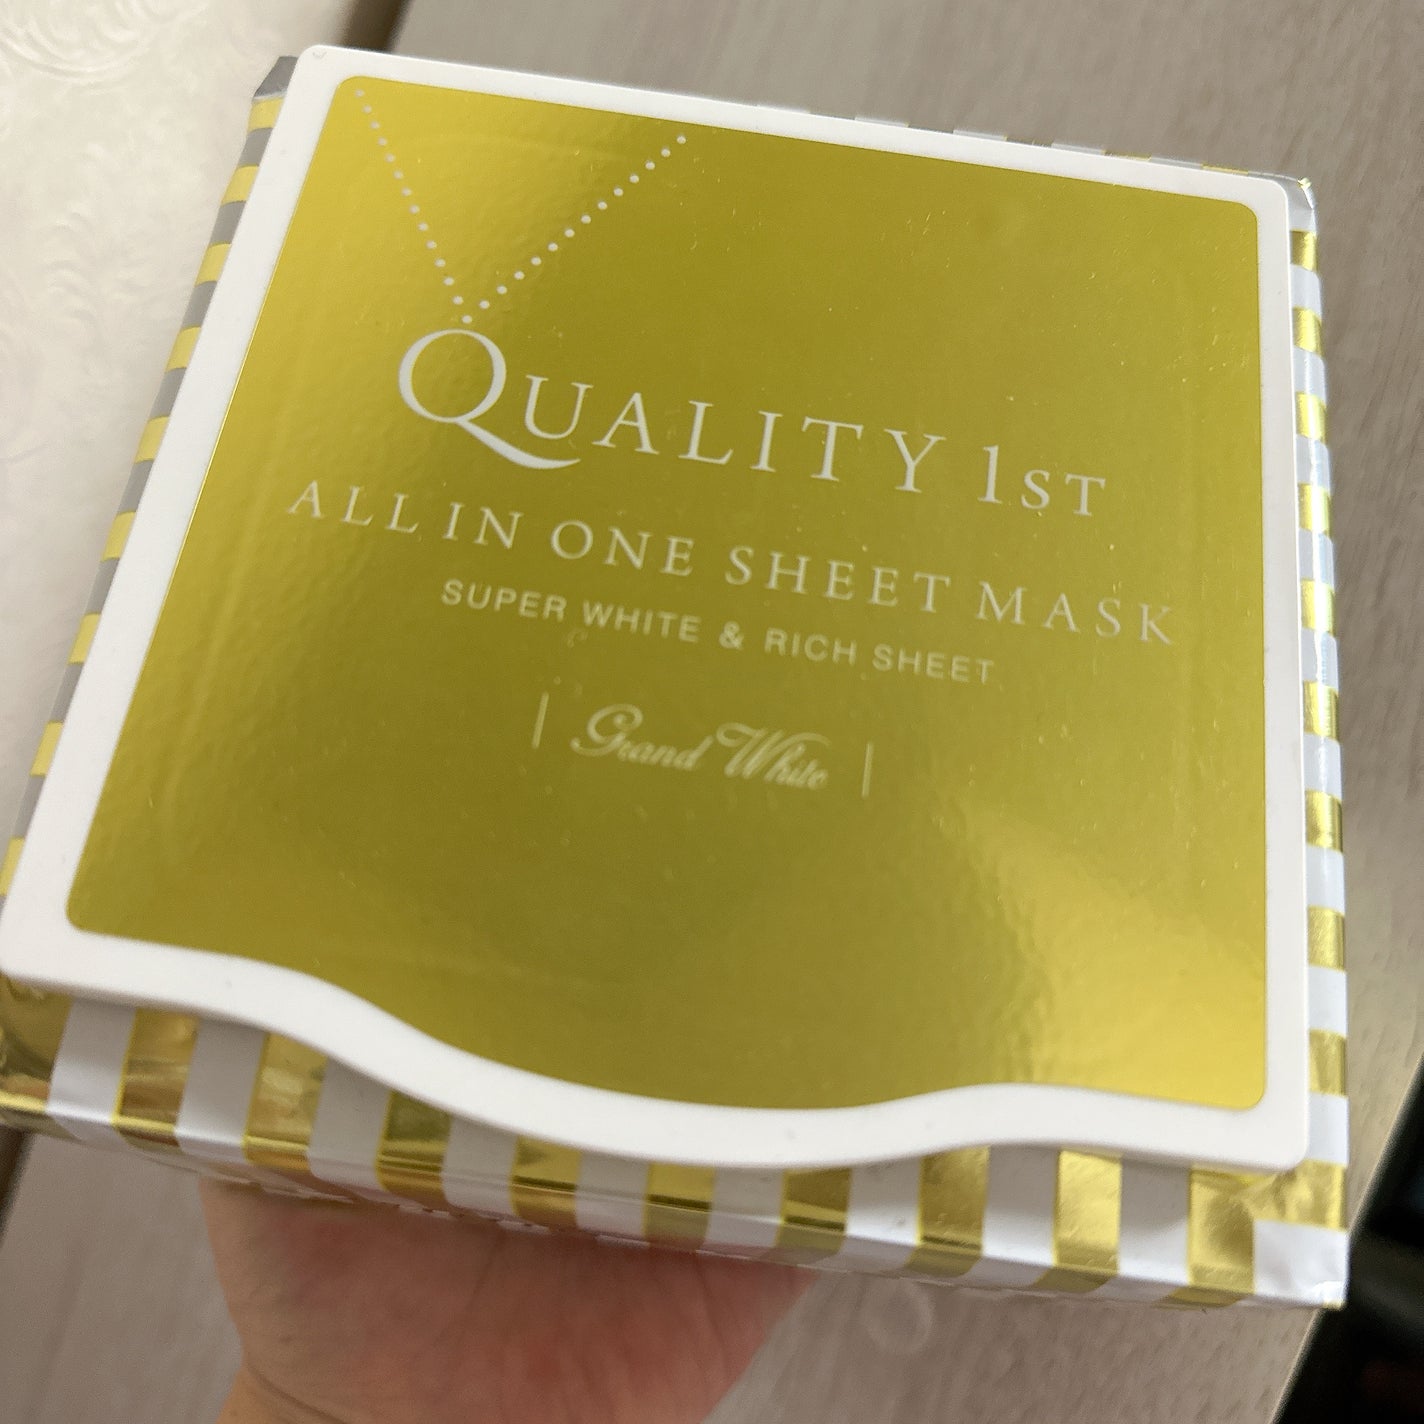 QUALITY 1ST
ALL IN ONE SHEET MASK
SUPER WHITE & RICH SHEET
Grand White